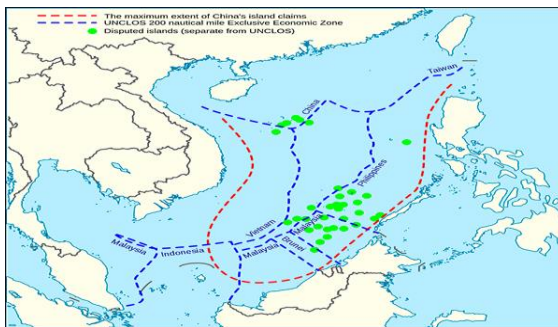 The maximum extent of China's island claims
UNCLOS 200 nautical mile Exclusive Economic Zone
Disputed islands (separate from UNCLOS)
Taiwan
China
Philippines
Vietnam
Malaysia
Malaysia
Indonesia
Malaysia
Brunei